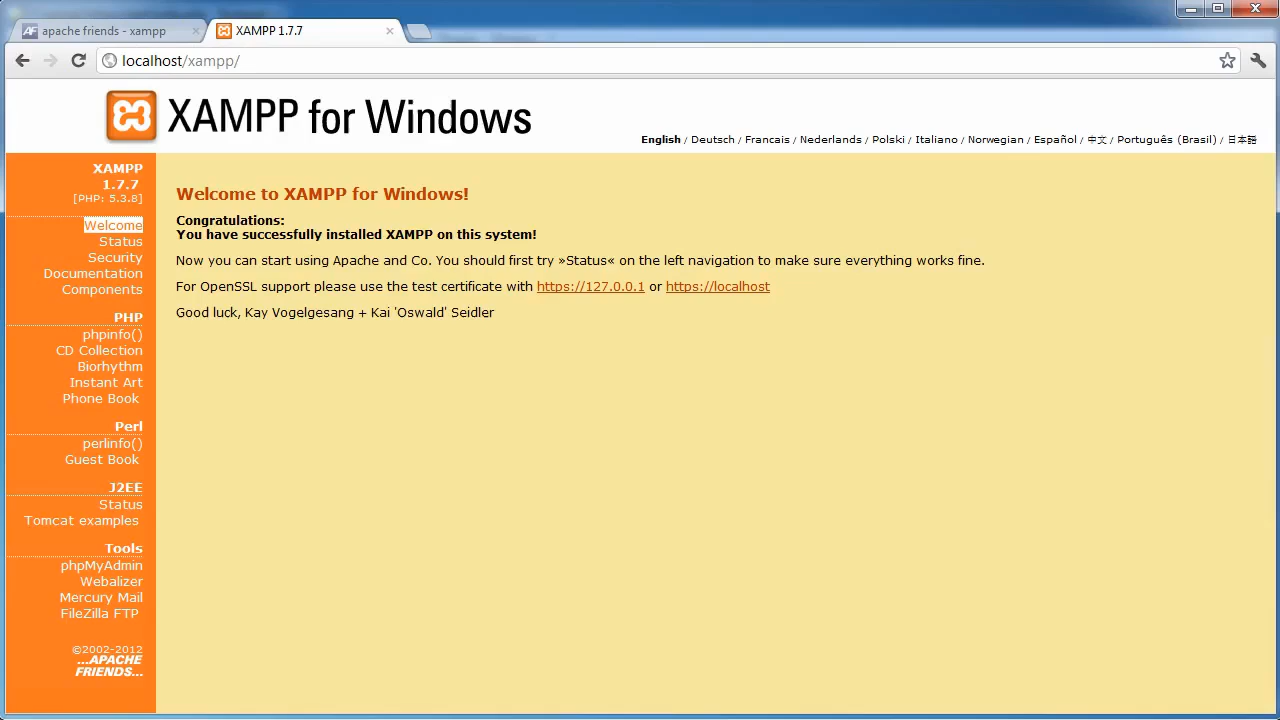 apache friends - xampp
XAMPP 1.7.7
localhost/xampp/
XAMPP for Windows
English / Deutsch / Francais / Nederlands / Polski / Italiano / Norwegian / Español / 中文 / Português (Brasil) / 日本語
XAMPP
1.7.7
[PHP: 5.3.8]
Welcome
Status
Security
Documentation
Components
PHP
phpinfo()
CD Collection
Biorhythm
Instant Art
Phone Book
Perl
perlinfo()
Guest Book
J2EE
Status
Tomcat examples
Tools
phpMyAdmin
Webalizer
Mercury Mail
FileZilla FTP
©2002-2012
...APACHE
FRIENDS...
Welcome to XAMPP for Windows!
Congratulations:
You have successfully installed XAMPP on this system!
Now you can start using Apache and Co. You should first try »Status« on the left navigation to make sure everything works fine.
For OpenSSL support please use the test certificate with https://127.0.0.1 or https://localhost
Good luck, Kay Vogelgesang + Kai 'Oswald' Seidler